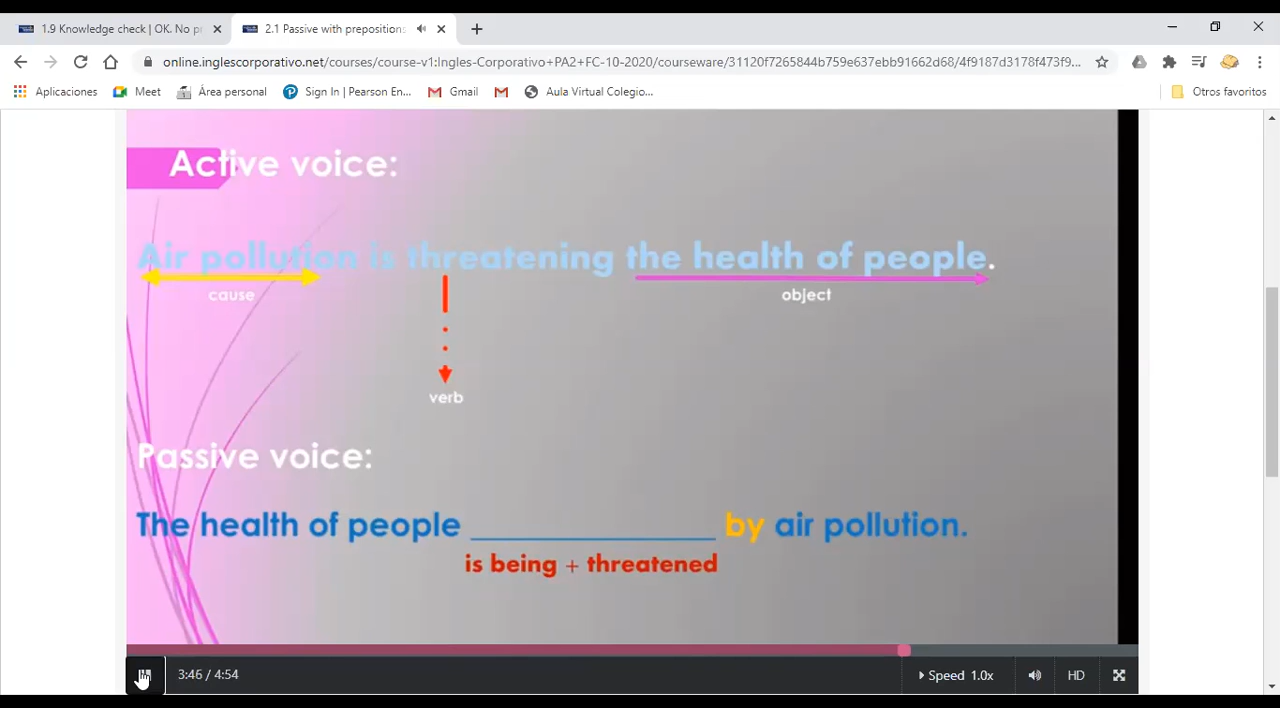 1.9 Knowledge check | OK. No pr
2.1 Passive with prepositions
online.inglescorporativo.net/courses/course-v1:Ingles-Corporativo+PA2+FC-10-2020/courseware/31120f7265844b759e637ebb91662d68/4f9187d3178f473f9...
Aplicaciones Meet Área personal Sign In | Pearson En... Gmail Aula Virtual Colegio... Otros favoritos
Active voice:
Air pollution is threatening the health of people.
cause object
verb
Passive voice:
The health of people ________________ by air pollution.
is being + threatened
3:46 / 4:54 Speed 1.0x HD